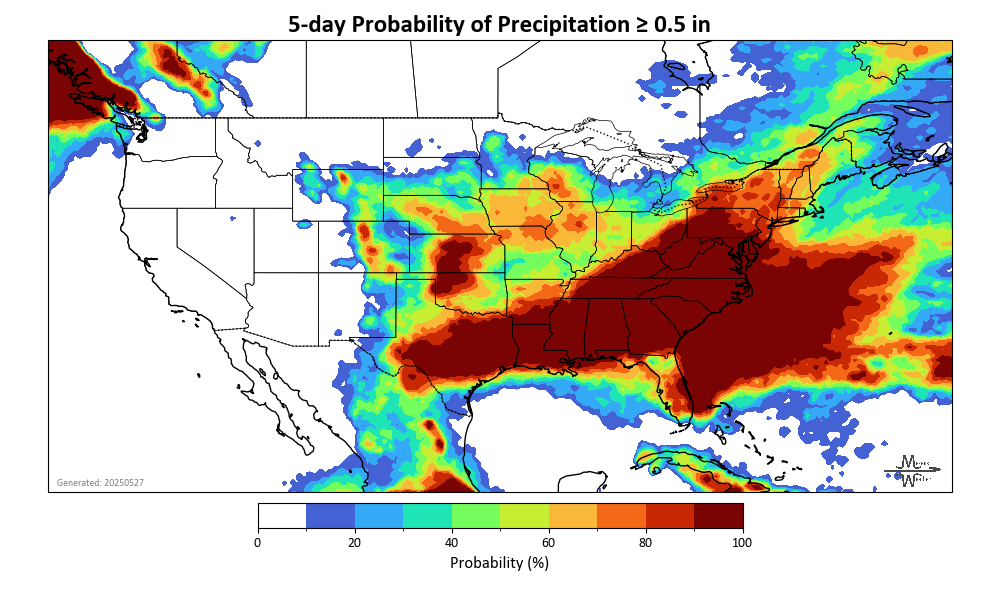 5-day Probability of Precipitation ≥ 0.5 in
Generated: 20250527
0 20 40 60 80 100
Probability (%)